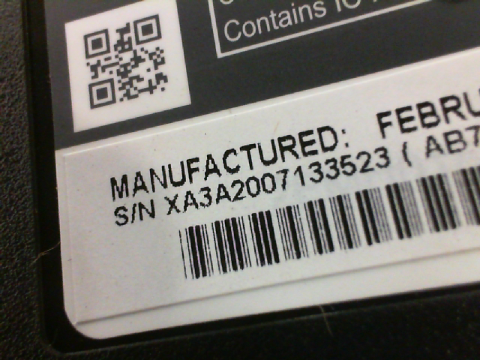 Contains IC
MANUFACTURED: FEBRU
S/N XA3A2007133523 ( AB7